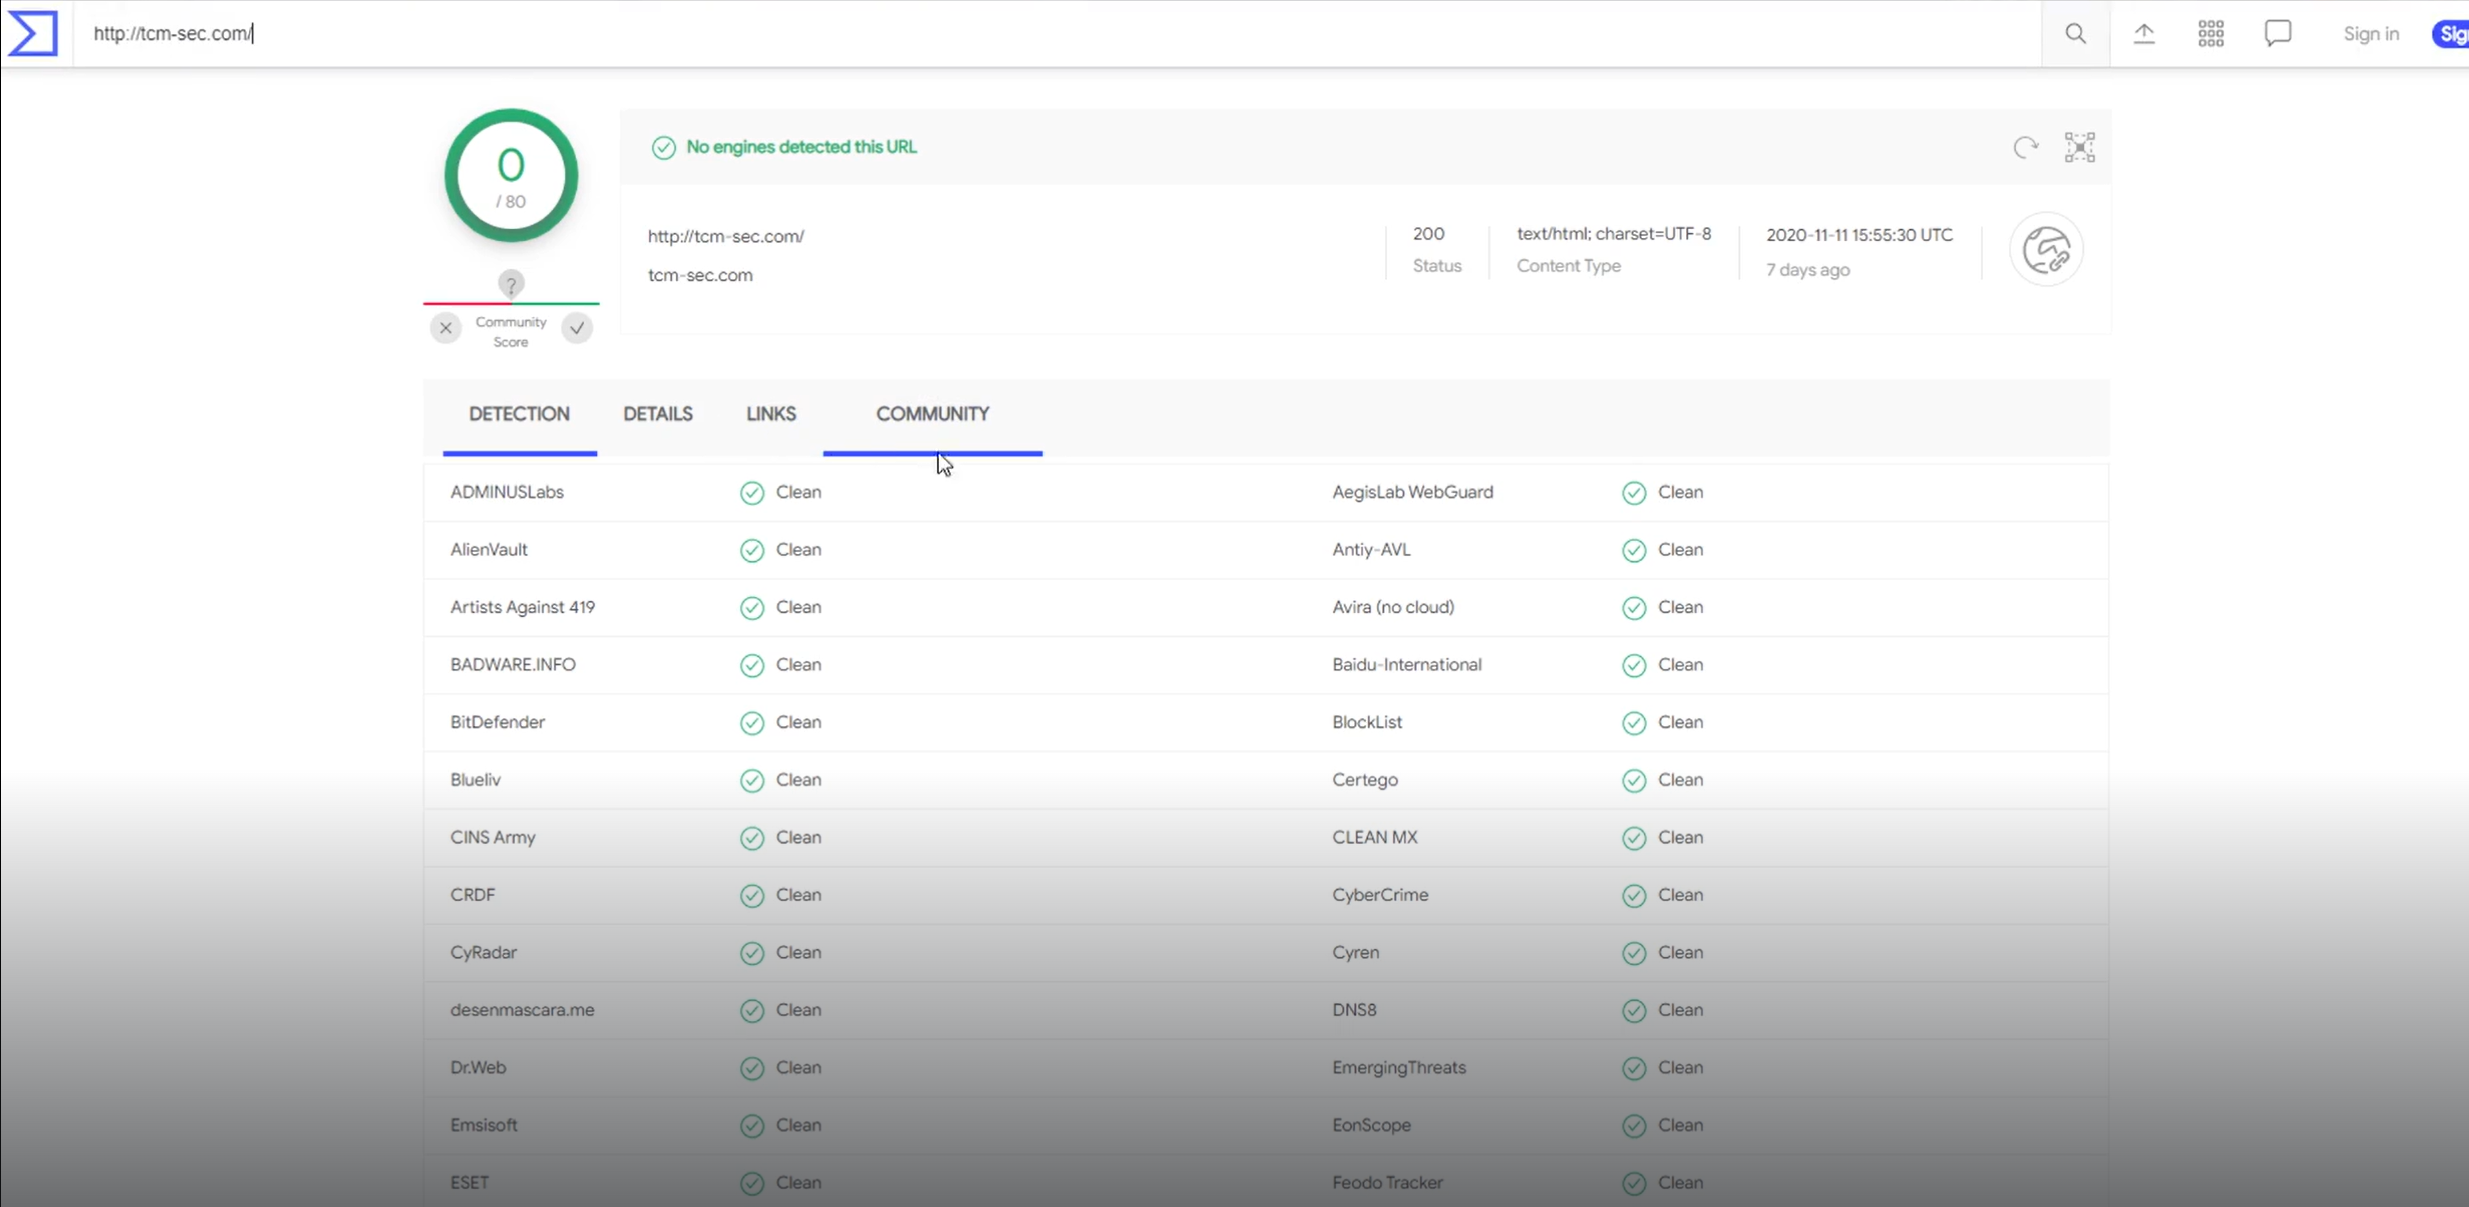 http://tcm-sec.com/
Sign in
Sig
0
/ 80
No engines detected this URL
http://tcm-sec.com/
tcm-sec.com
200
Status
text/html; charset=UTF-8
Content Type
2020-11-11 15:55:30 UTC
7 days ago
?
Community
Score
DETECTION DETAILS LINKS COMMUNITY
ADMINUSLabs Clean AegisLab WebGuard Clean
AlienVault Clean Antiy-AVL Clean
Artists Against 419 Clean Avira (no cloud) Clean
BADWARE.INFO Clean Baidu-International Clean
BitDefender Clean BlockList Clean
Blueliv Clean Certego Clean
CINS Army Clean CLEAN MX Clean
CRDF Clean CyberCrime Clean
CyRadar Clean Cyren Clean
desenmascara.me Clean DNS8 Clean
Dr.Web Clean EmergingThreats Clean
Emsisoft Clean EonScope Clean
ESET Clean Feodo Tracker Clean